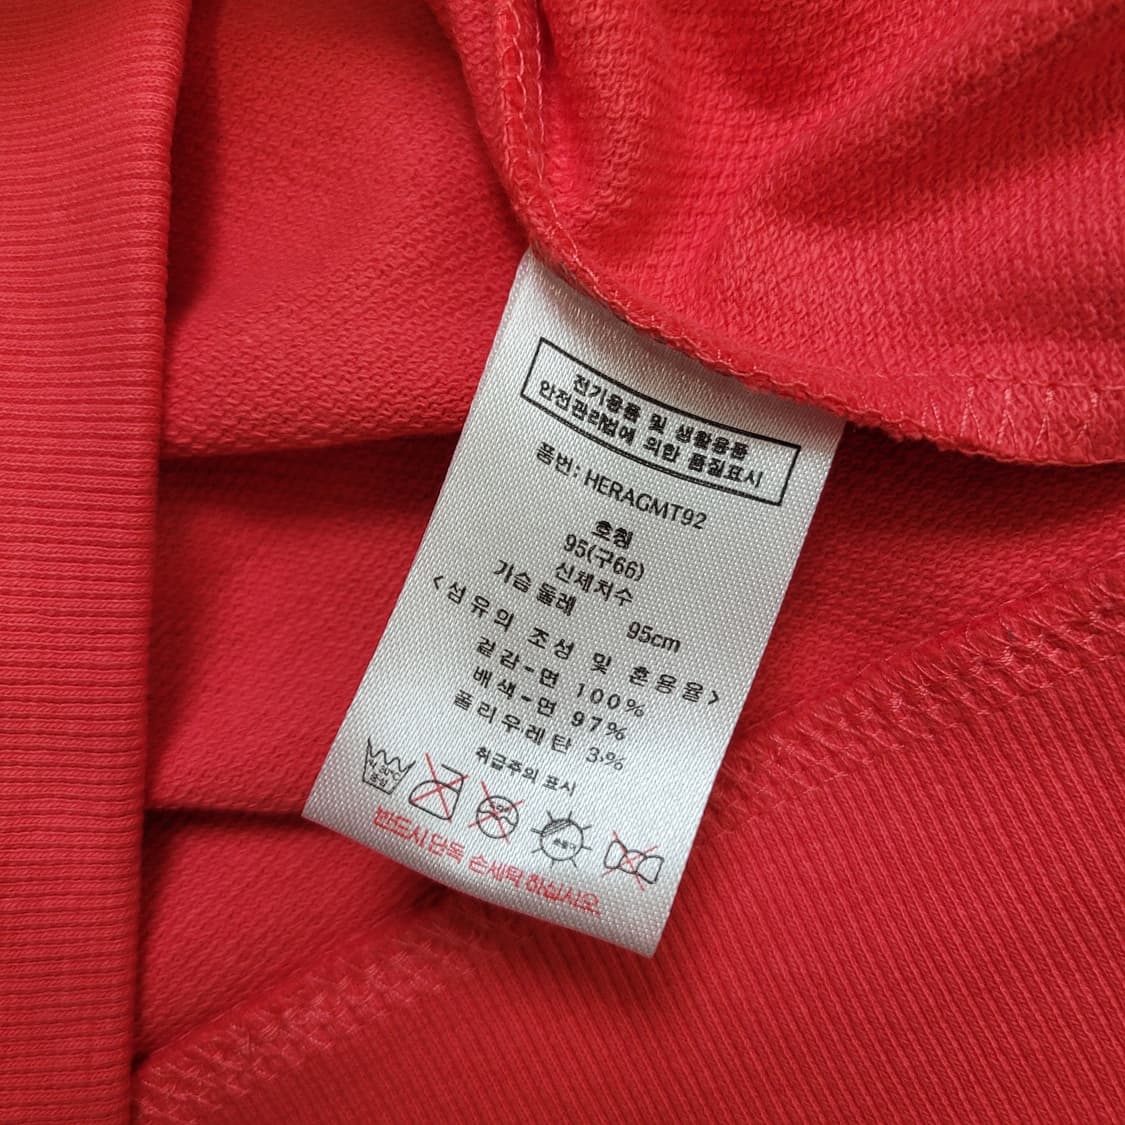 전기용품 및 생활용품
안전관리법에 의한 품질표시
품번: HERAGMT92
호칭
95(구66)
신체치수
가슴둘레 95cm
<섬유의 조성 및 혼용율>
겉감-면 100%
배색-면 97%
폴리우레탄 3%
취급주의 표시
반드시 단독 손세탁 하십시오.